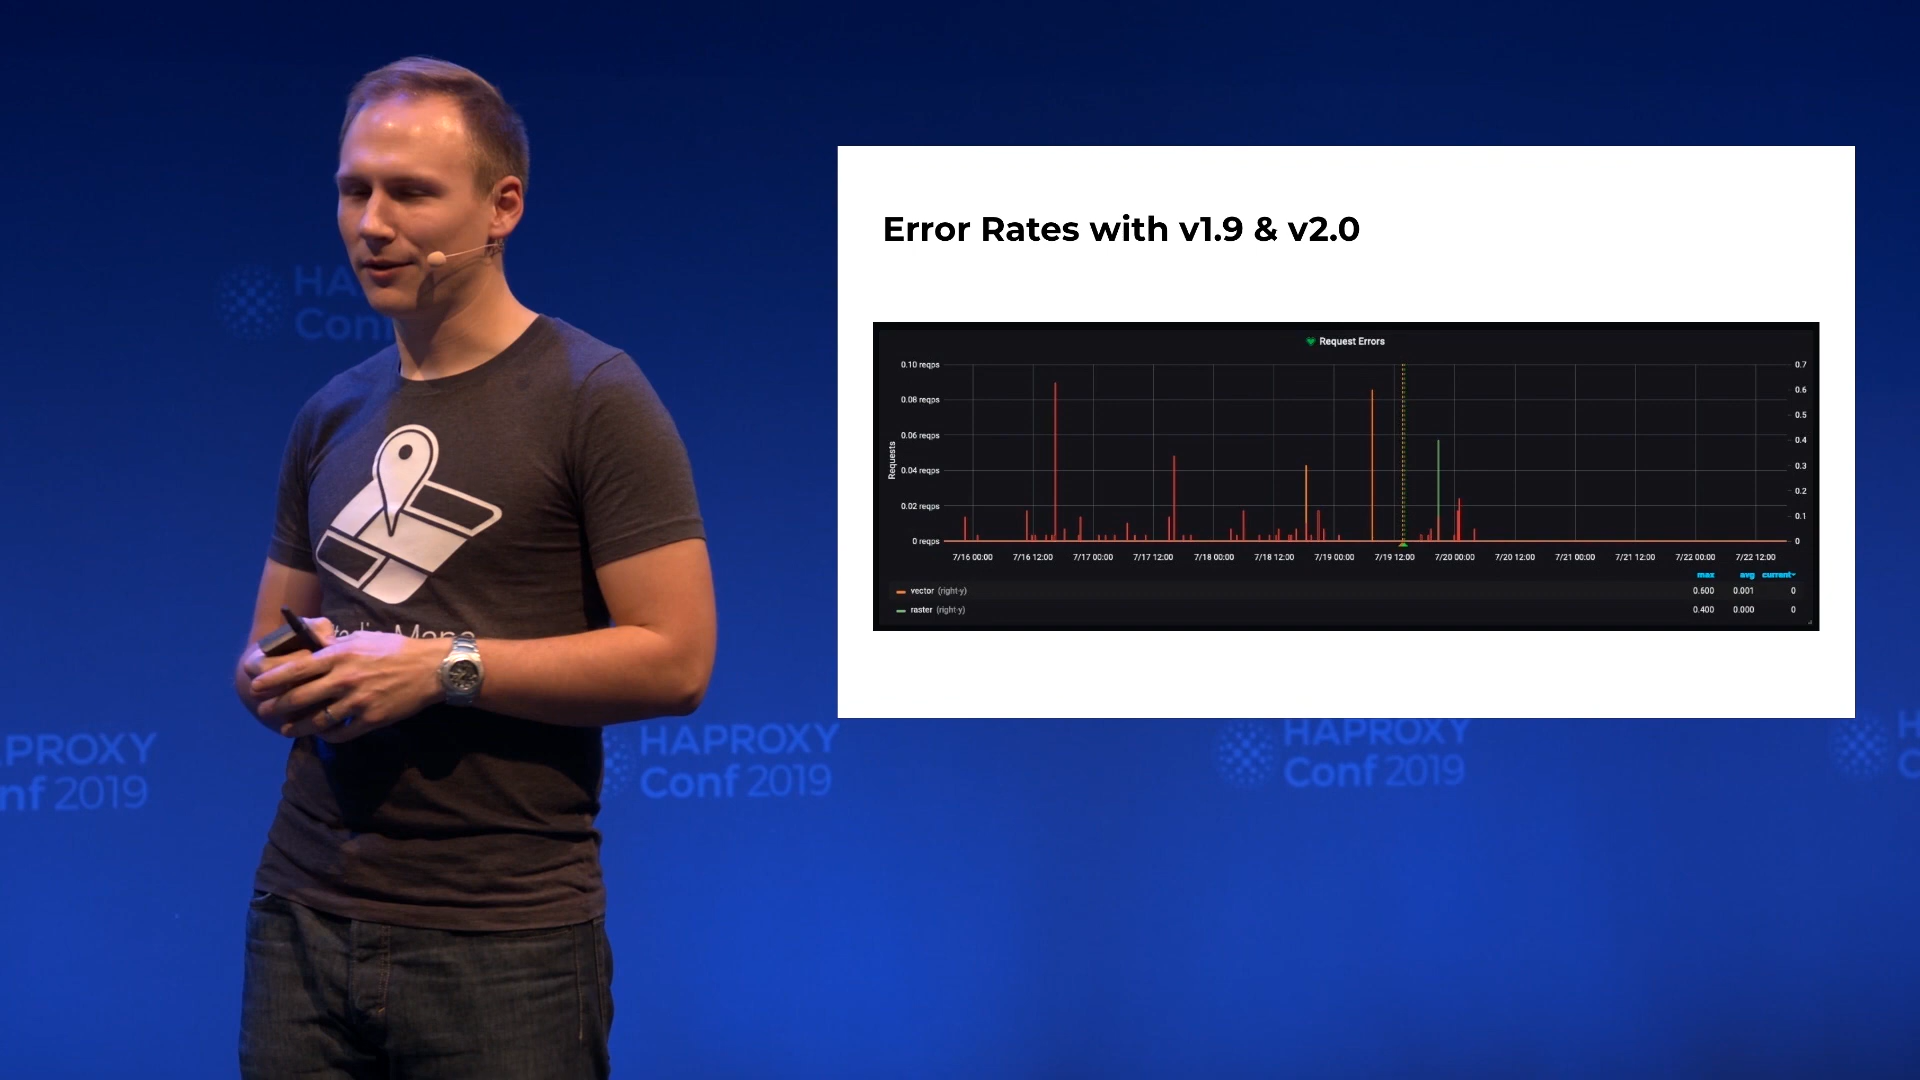 Error Rates with v1.9 & v2.0
Request Errors
0.10 reqps
0.08 reqps
0.06 reqps
0.04 reqps
0.02 reqps
0 reqps
Requests
0.7
0.6
0.5
0.4
0.3
0.2
0.1
0
7/16 00:00 7/16 12:00 7/17 00:00 7/17 12:00 7/18 00:00 7/18 12:00 7/19 00:00 7/19 12:00 7/20 00:00 7/20 12:00 7/21 00:00 7/21 12:00 7/22 00:00 7/22 12:00
max avg current
vector (right-y) 0.600 0.001 0
raster (right-y) 0.400 0.000 0
HA
Con
Maps
APROXY
nf 2019
HAPROXY
Conf 2019
HAPROXY
Conf 2019
H
C